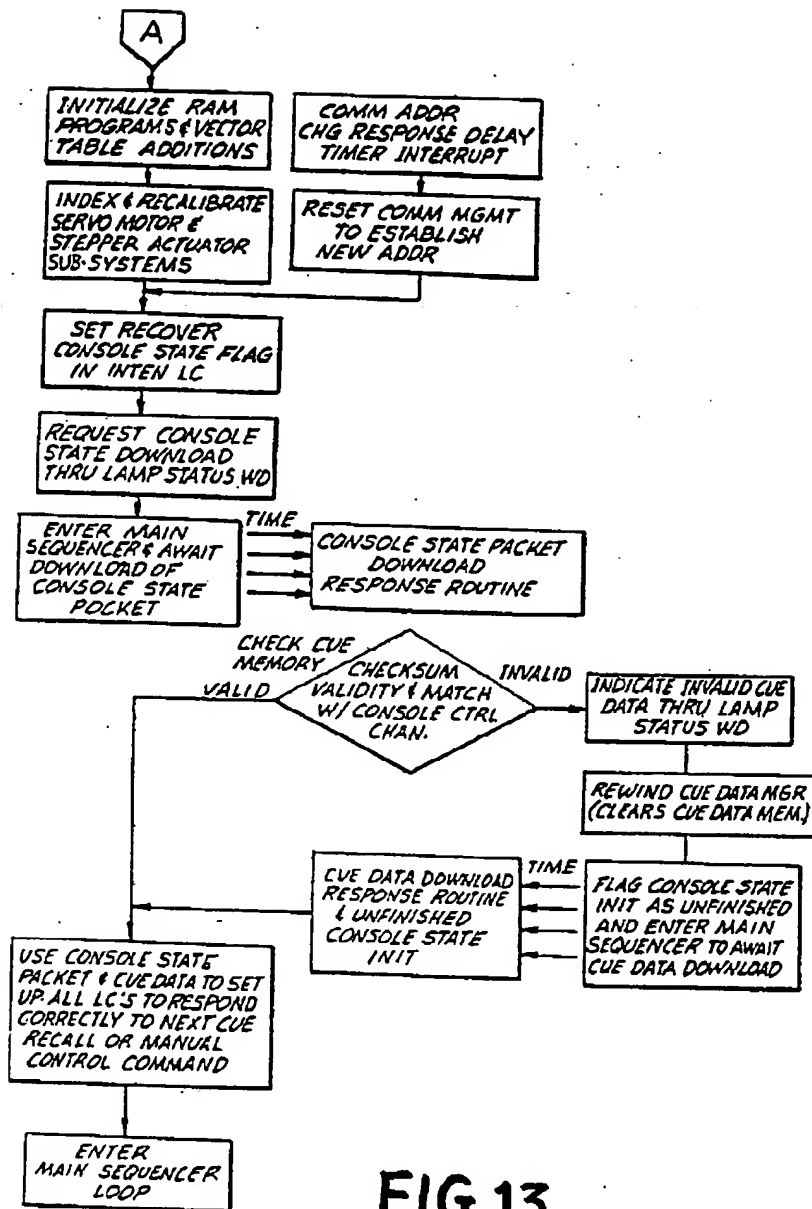 A
INITIALIZE RAM
PROGRAMS & VECTOR
TABLE ADDITIONS
COMM ADDR
CHG RESPONSE DELAY
TIMER INTERRUPT
INDEX & RECALIBRATE
SERVO MOTOR &
STEPPER ACTUATOR
SUB-SYSTEMS
RESET COMM MGMT
TO ESTABLISH
NEW ADDR
SET RECOVER
CONSOLE STATE FLAG
IN INTEN LC
REQUEST CONSOLE
STATE DOWNLOAD
THRU LAMP STATUS WD
ENTER MAIN
SEQUENCER & AWAIT
DOWNLOAD OF
CONSOLE STATE
POCKET
TIME
CONSOLE STATE PACKET
DOWNLOAD
RESPONSE ROUTINE
CHECK CUE
MEMORY
VALID
CHECKSUM
VALIDITY & MATCH
W/ CONSOLE CTRL
CHAN.
INVALID
INDICATE INVALID CUE
DATA THRU LAMP
STATUS WD
REWIND CUE DATA MGR
(CLEARS CUE DATA MEM.)
FLAG CONSOLE STATE
INIT AS UNFINISHED
AND ENTER MAIN
SEQUENCER TO AWAIT
CUE DATA DOWNLOAD
TIME
CUE DATA DOWNLOAD
RESPONSE ROUTINE
& UNFINISHED
CONSOLE STATE
INIT
USE CONSOLE STATE
PACKET & CUE DATA TO SET
UP ALL LC'S TO RESPOND
CORRECTLY TO NEXT CUE
RECALL OR MANUAL
CONTROL COMMAND
ENTER
MAIN SEQUENCER
LOOP
FIG.13